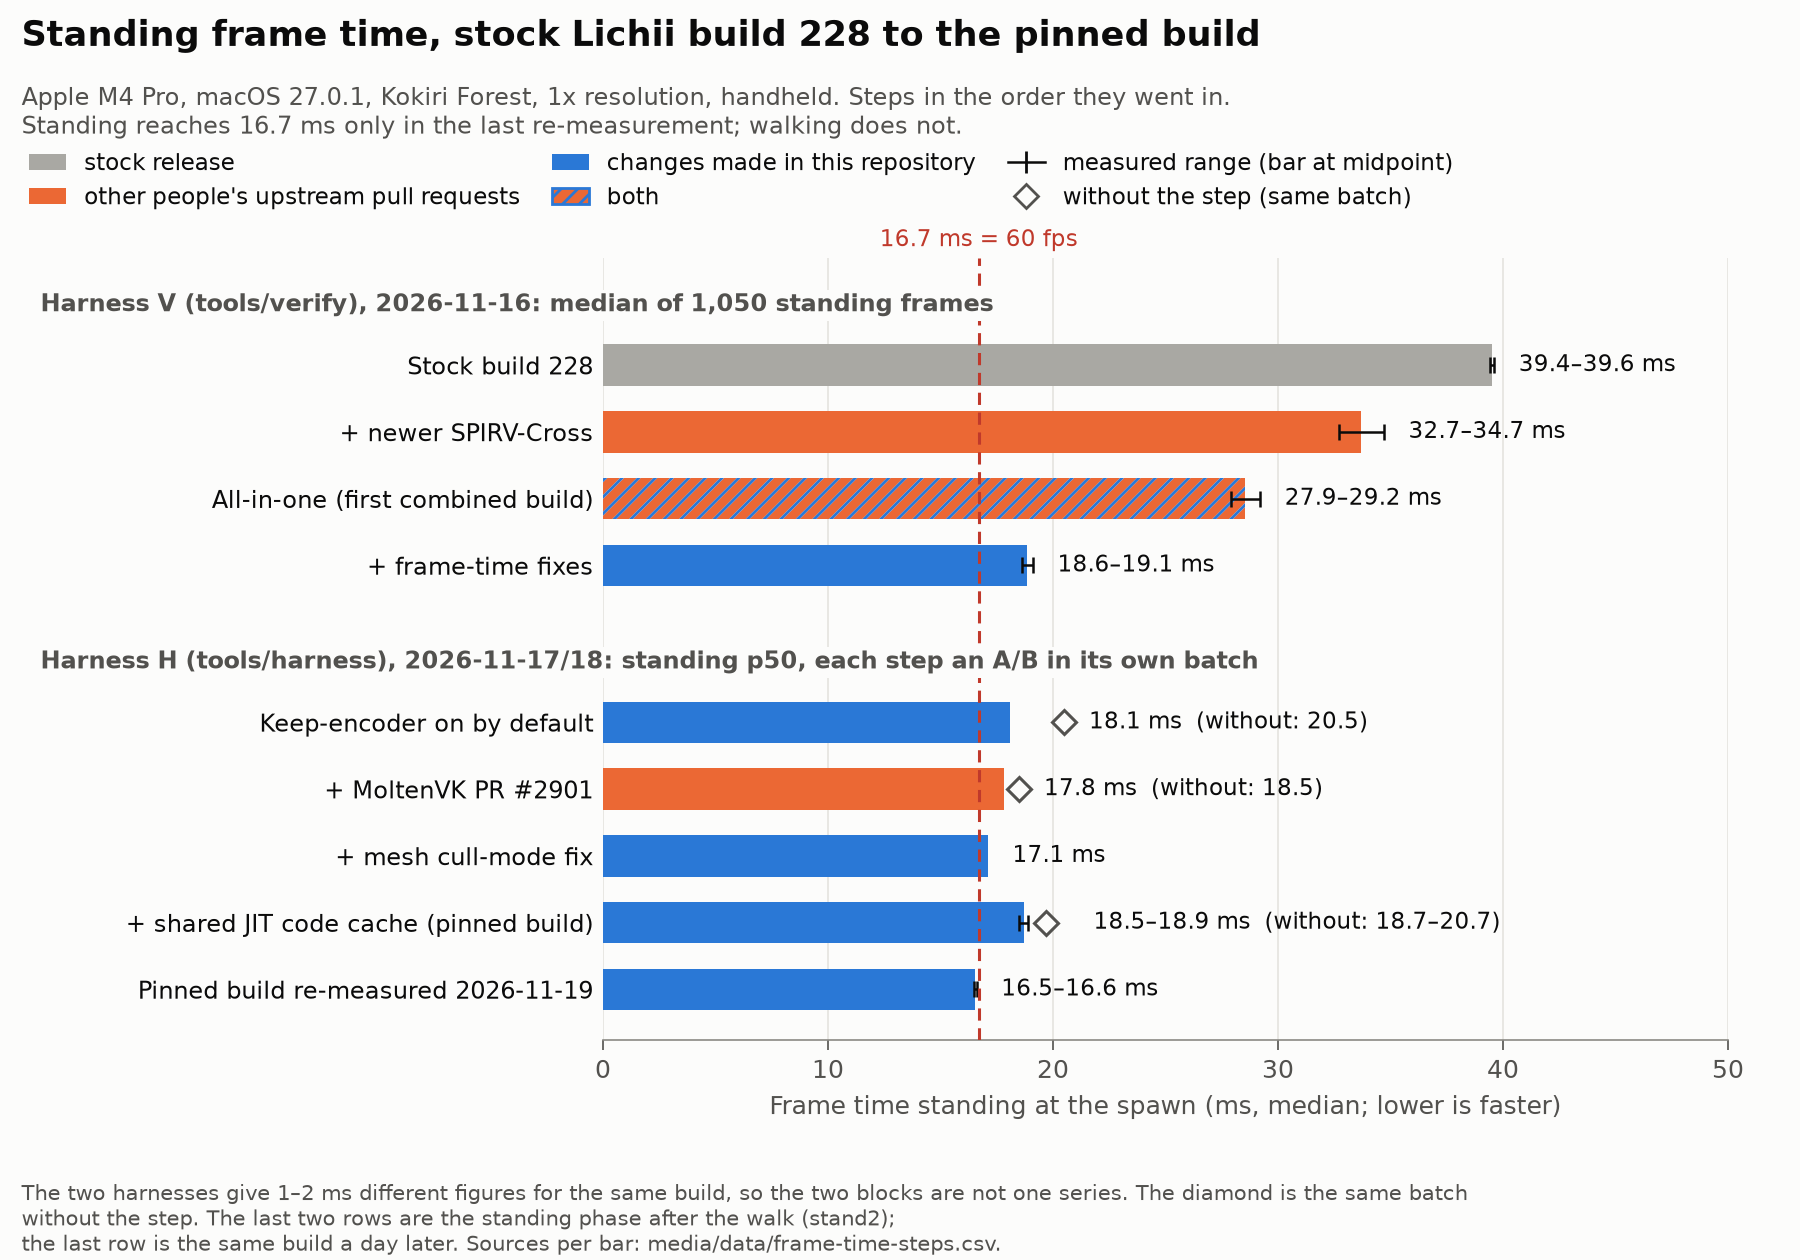 Standing frame time, stock Lichii build 228 to the pinned build
Apple M4 Pro, macOS 27.0.1, Kokiri Forest, 1x resolution, handheld. Steps in the order they went in.
Standing reaches 16.7 ms only in the last re-measurement; walking does not.
stock release
changes made in this repository
measured range (bar at midpoint)
other people's upstream pull requests
both
without the step (same batch)
16.7 ms = 60 fps
Harness V (tools/verify), 2026-11-16: median of 1,050 standing frames
Stock build 228
39.4–39.6 ms
+ newer SPIRV-Cross
32.7–34.7 ms
All-in-one (first combined build)
27.9–29.2 ms
+ frame-time fixes
18.6–19.1 ms
Harness H (tools/harness), 2026-11-17/18: standing p50, each step an A/B in its own batch
Keep-encoder on by default
18.1 ms (without: 20.5)
+ MoltenVK PR #2901
17.8 ms (without: 18.5)
+ mesh cull-mode fix
17.1 ms
+ shared JIT code cache (pinned build)
18.5–18.9 ms (without: 18.7–20.7)
Pinned build re-measured 2026-11-19
16.5–16.6 ms
0 10 20 30 40 50
Frame time standing at the spawn (ms, median; lower is faster)
The two harnesses give 1–2 ms different figures for the same build, so the two blocks are not one series. The diamond is the same batch
without the step. The last two rows are the standing phase after the walk (stand2);
the last row is the same build a day later. Sources per bar: media/data/frame-time-steps.csv.